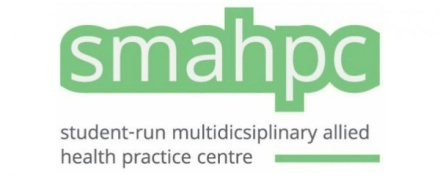 smahpc
student-run multidicsiplinary allied
health practice centre